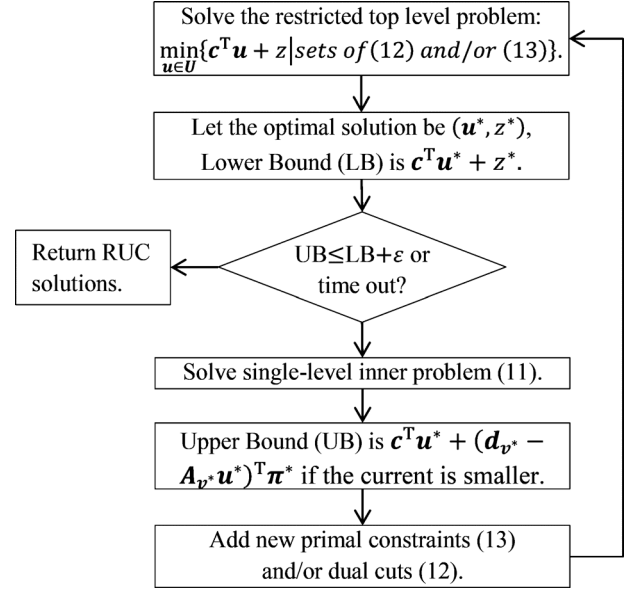 Solve the restricted top level problem:
min{cᵀu + z|sets of(12) and/or (13)}.
u∈U
Let the optimal solution be (u*, z*),
Lower Bound (LB) is cᵀu* + z*.
Return RUC
solutions.
UB≤LB+ε or
time out?
Solve single-level inner problem (11).
Upper Bound (UB) is cᵀu* + (d_v* −
A_v*u*)ᵀπ* if the current is smaller.
Add new primal constraints (13)
and/or dual cuts (12).